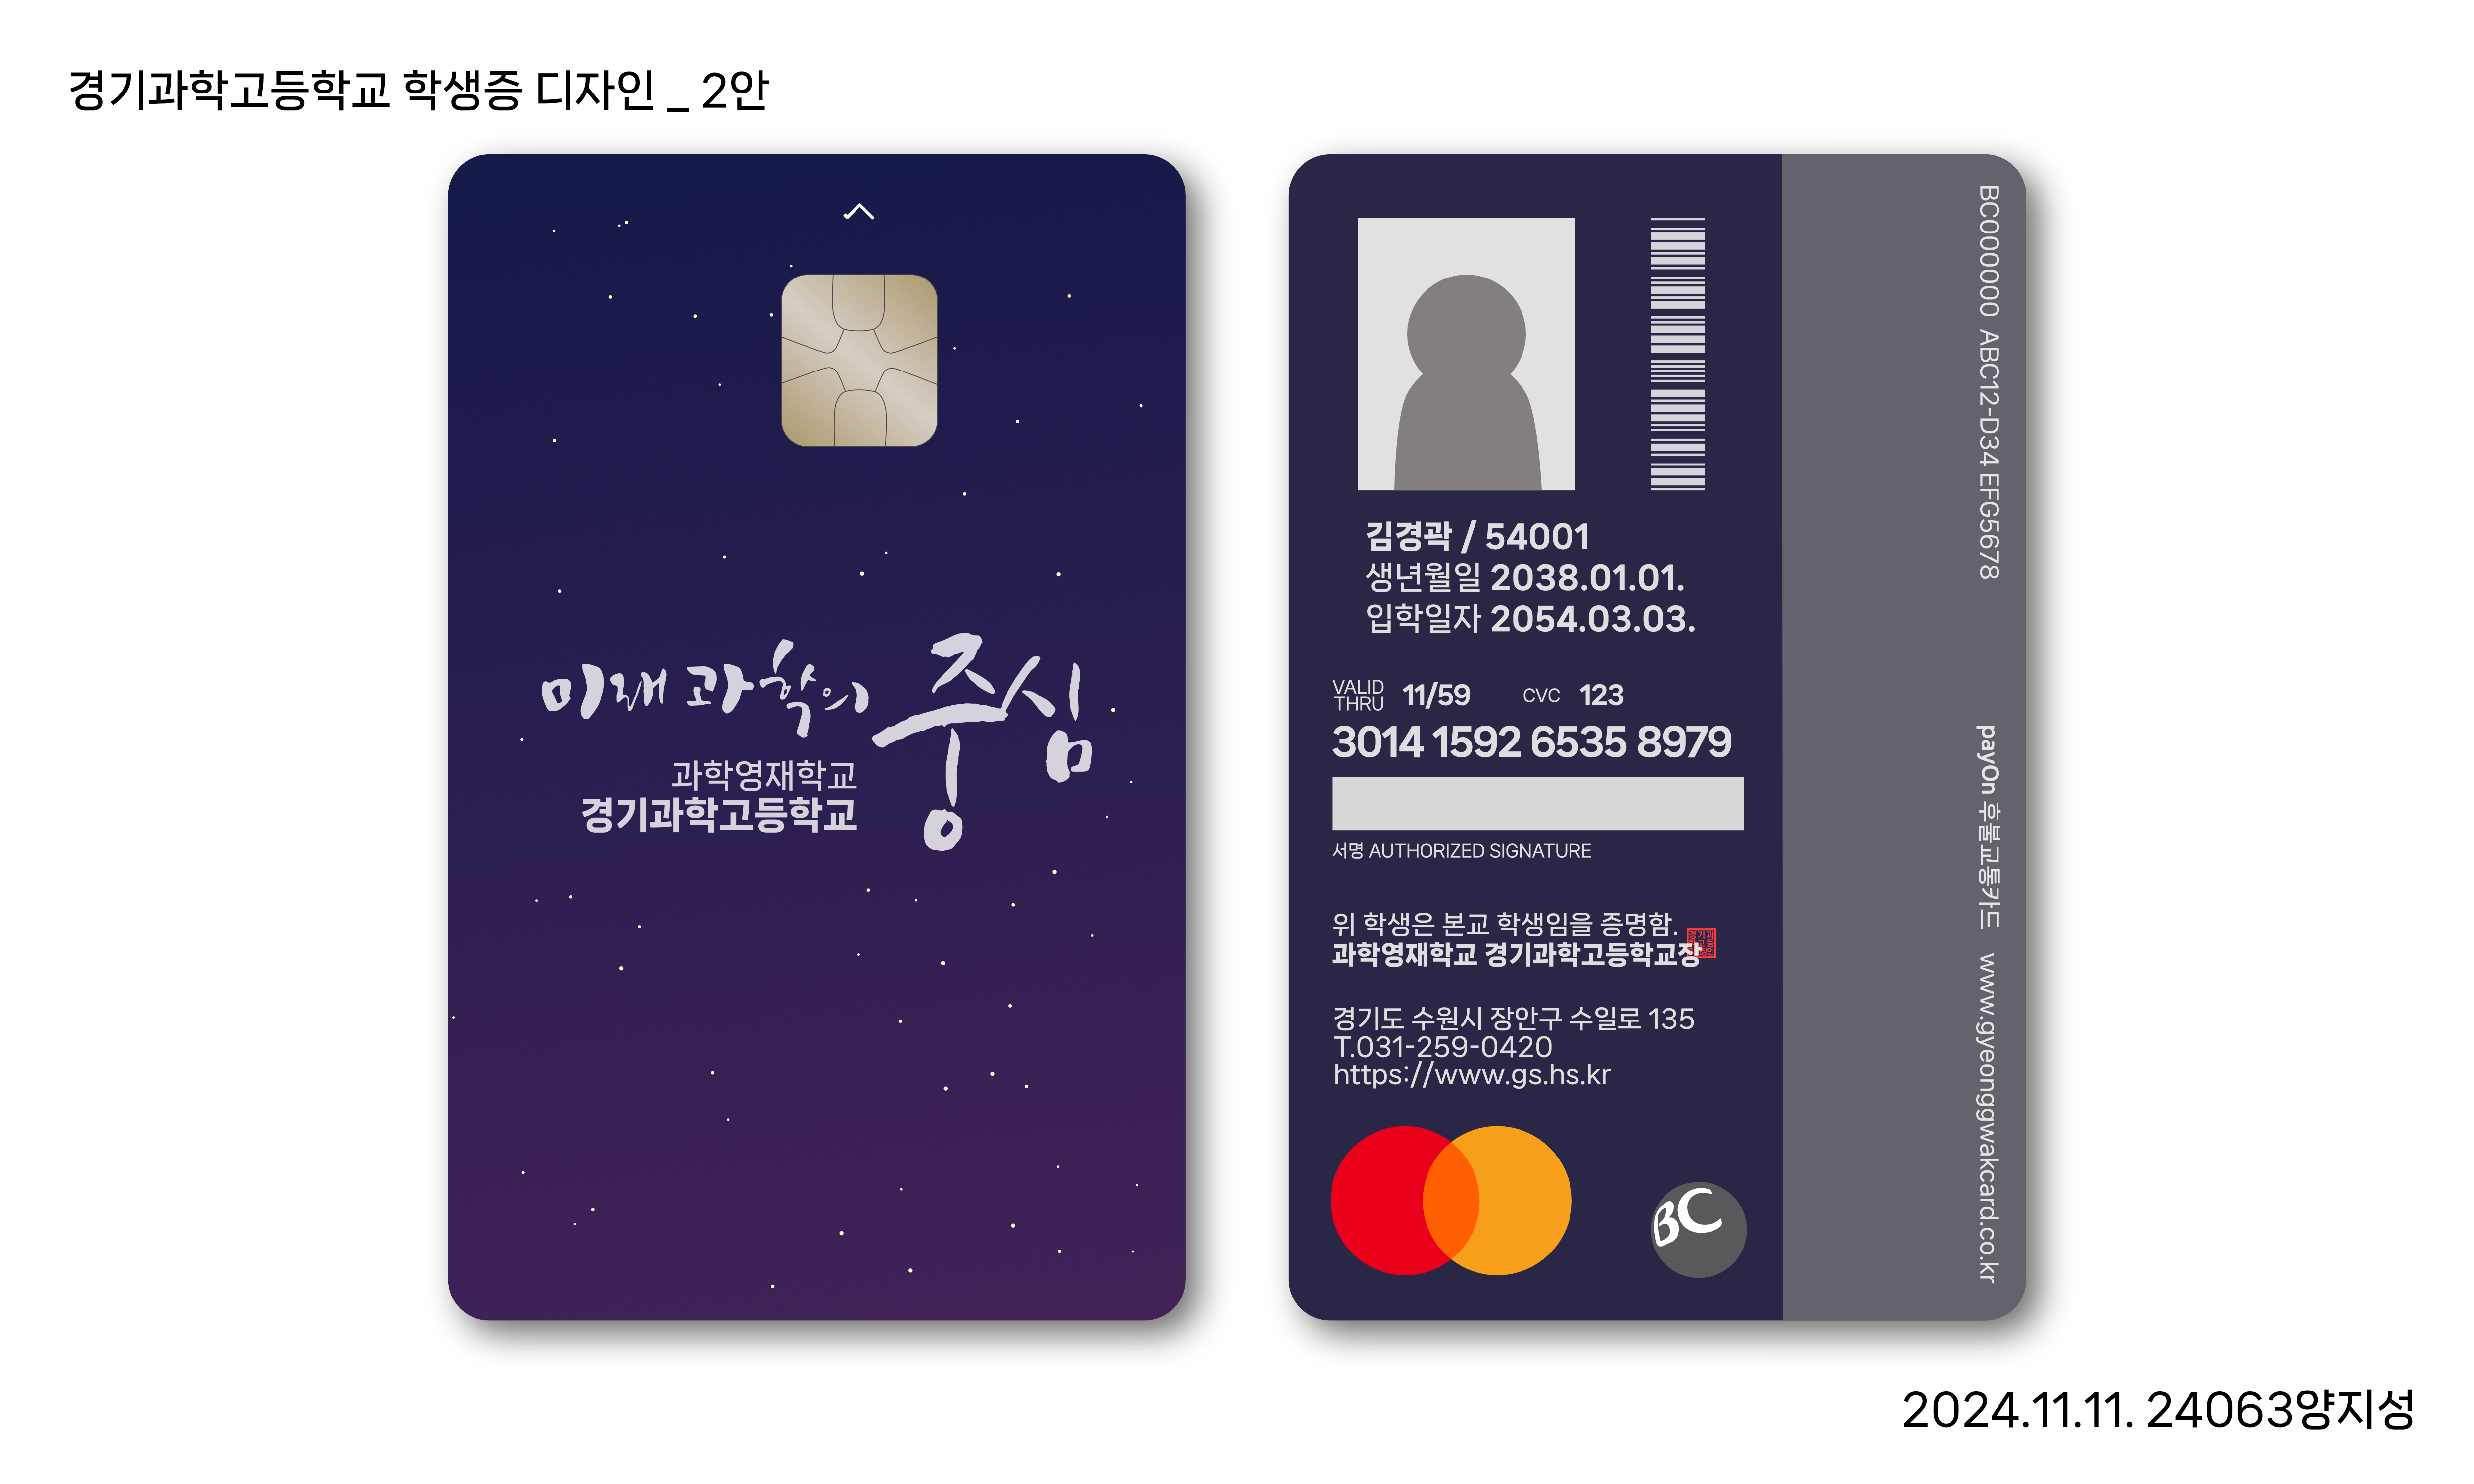 경기과학고등학교 학생증 디자인 _ 2안
미래 과학의 중심
과학영재학교
경기과학고등학교
김경곽 / 54001
생년월일 2038.01.01.
입학일자 2054.03.03.
VALID THRU 11/59 CVC 123
3014 1592 6535 8979
서명 AUTHORIZED SIGNATURE
위 학생은 본교 학생임을 증명함.
과학영재학교 경기과학고등학교장
경기도 수원시 장안구 수일로 135
T.031-259-0420
https://www.gs.hs.kr
BC
BC000000 ABC12-D34 EFG5678
payOn 후불교통카드 www.gyeonggwakcard.co.kr
2024.11.11. 24063양지성